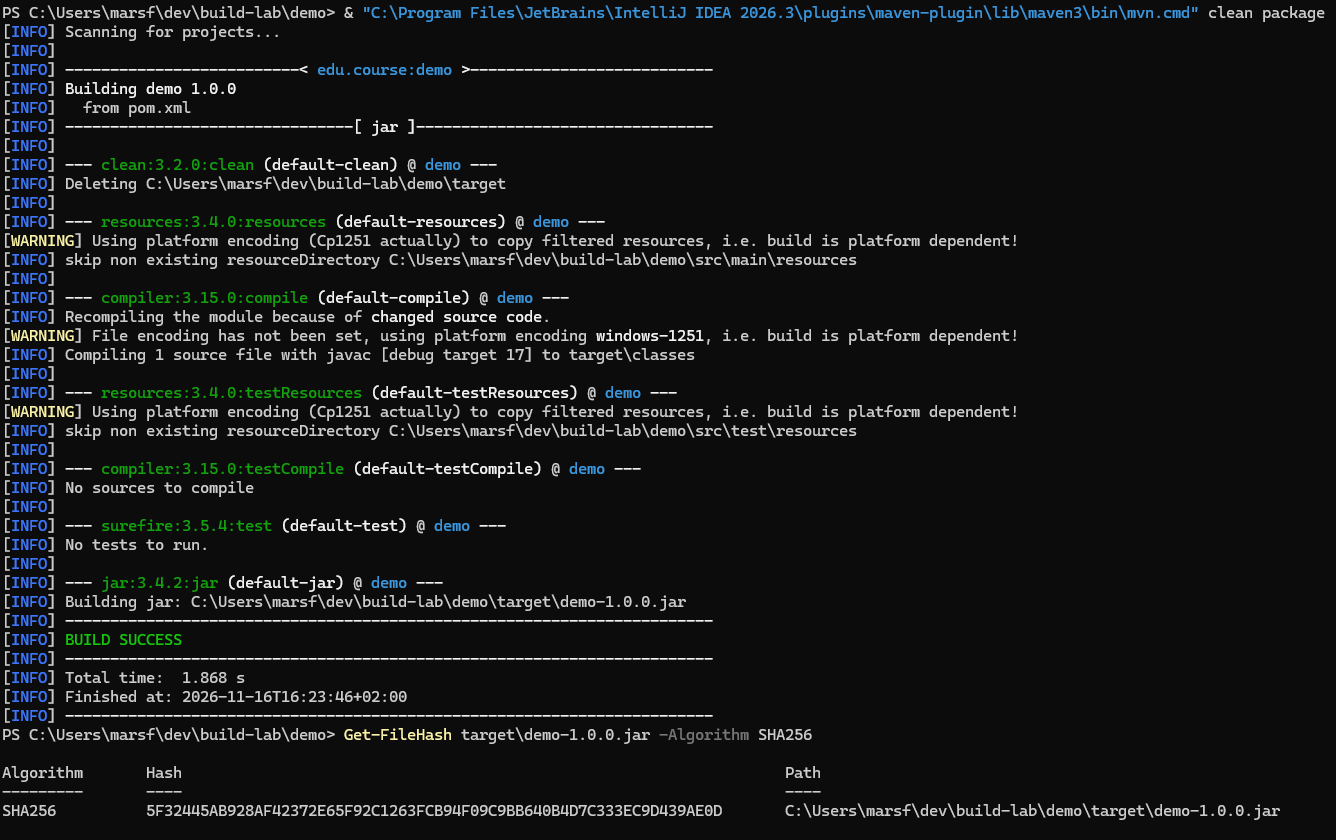 PS C:\Users\marsf\dev\build-lab\demo> & "C:\Program Files\JetBrains\IntelliJ IDEA 2026.3\plugins\maven-plugin\lib\maven3\bin\mvn.cmd" clean package
[INFO] Scanning for projects...
[INFO]
[INFO] --------------------------< edu.course:demo >---------------------------
[INFO] Building demo 1.0.0
[INFO]   from pom.xml
[INFO] --------------------------------[ jar ]---------------------------------
[INFO]
[INFO] --- clean:3.2.0:clean (default-clean) @ demo ---
[INFO] Deleting C:\Users\marsf\dev\build-lab\demo\target
[INFO]
[INFO] --- resources:3.4.0:resources (default-resources) @ demo ---
[WARNING] Using platform encoding (Cp1251 actually) to copy filtered resources, i.e. build is platform dependent!
[INFO] skip non existing resourceDirectory C:\Users\marsf\dev\build-lab\demo\src\main\resources
[INFO]
[INFO] --- compiler:3.15.0:compile (default-compile) @ demo ---
[INFO] Recompiling the module because of changed source code.
[WARNING] File encoding has not been set, using platform encoding windows-1251, i.e. build is platform dependent!
[INFO] Compiling 1 source file with javac [debug target 17] to target\classes
[INFO]
[INFO] --- resources:3.4.0:testResources (default-testResources) @ demo ---
[WARNING] Using platform encoding (Cp1251 actually) to copy filtered resources, i.e. build is platform dependent!
[INFO] skip non existing resourceDirectory C:\Users\marsf\dev\build-lab\demo\src\test\resources
[INFO]
[INFO] --- compiler:3.15.0:testCompile (default-testCompile) @ demo ---
[INFO] No sources to compile
[INFO]
[INFO] --- surefire:3.5.4:test (default-test) @ demo ---
[INFO] No tests to run.
[INFO]
[INFO] --- jar:3.4.2:jar (default-jar) @ demo ---
[INFO] Building jar: C:\Users\marsf\dev\build-lab\demo\target\demo-1.0.0.jar
[INFO] ------------------------------------------------------------------------
[INFO] BUILD SUCCESS
[INFO] ------------------------------------------------------------------------
[INFO] Total time:  1.868 s
[INFO] Finished at: 2026-11-16T16:23:46+02:00
[INFO] ------------------------------------------------------------------------
PS C:\Users\marsf\dev\build-lab\demo> Get-FileHash target\demo-1.0.0.jar -Algorithm SHA256

Algorithm       Hash                                                                   Path
---------       ----                                                                   ----
SHA256          5F32445AB928AF42372E65F92C1263FCB94F09C9BB640B4D7C333EC9D439AE0D       C:\Users\marsf\dev\build-lab\demo\target\demo-1.0.0.jar